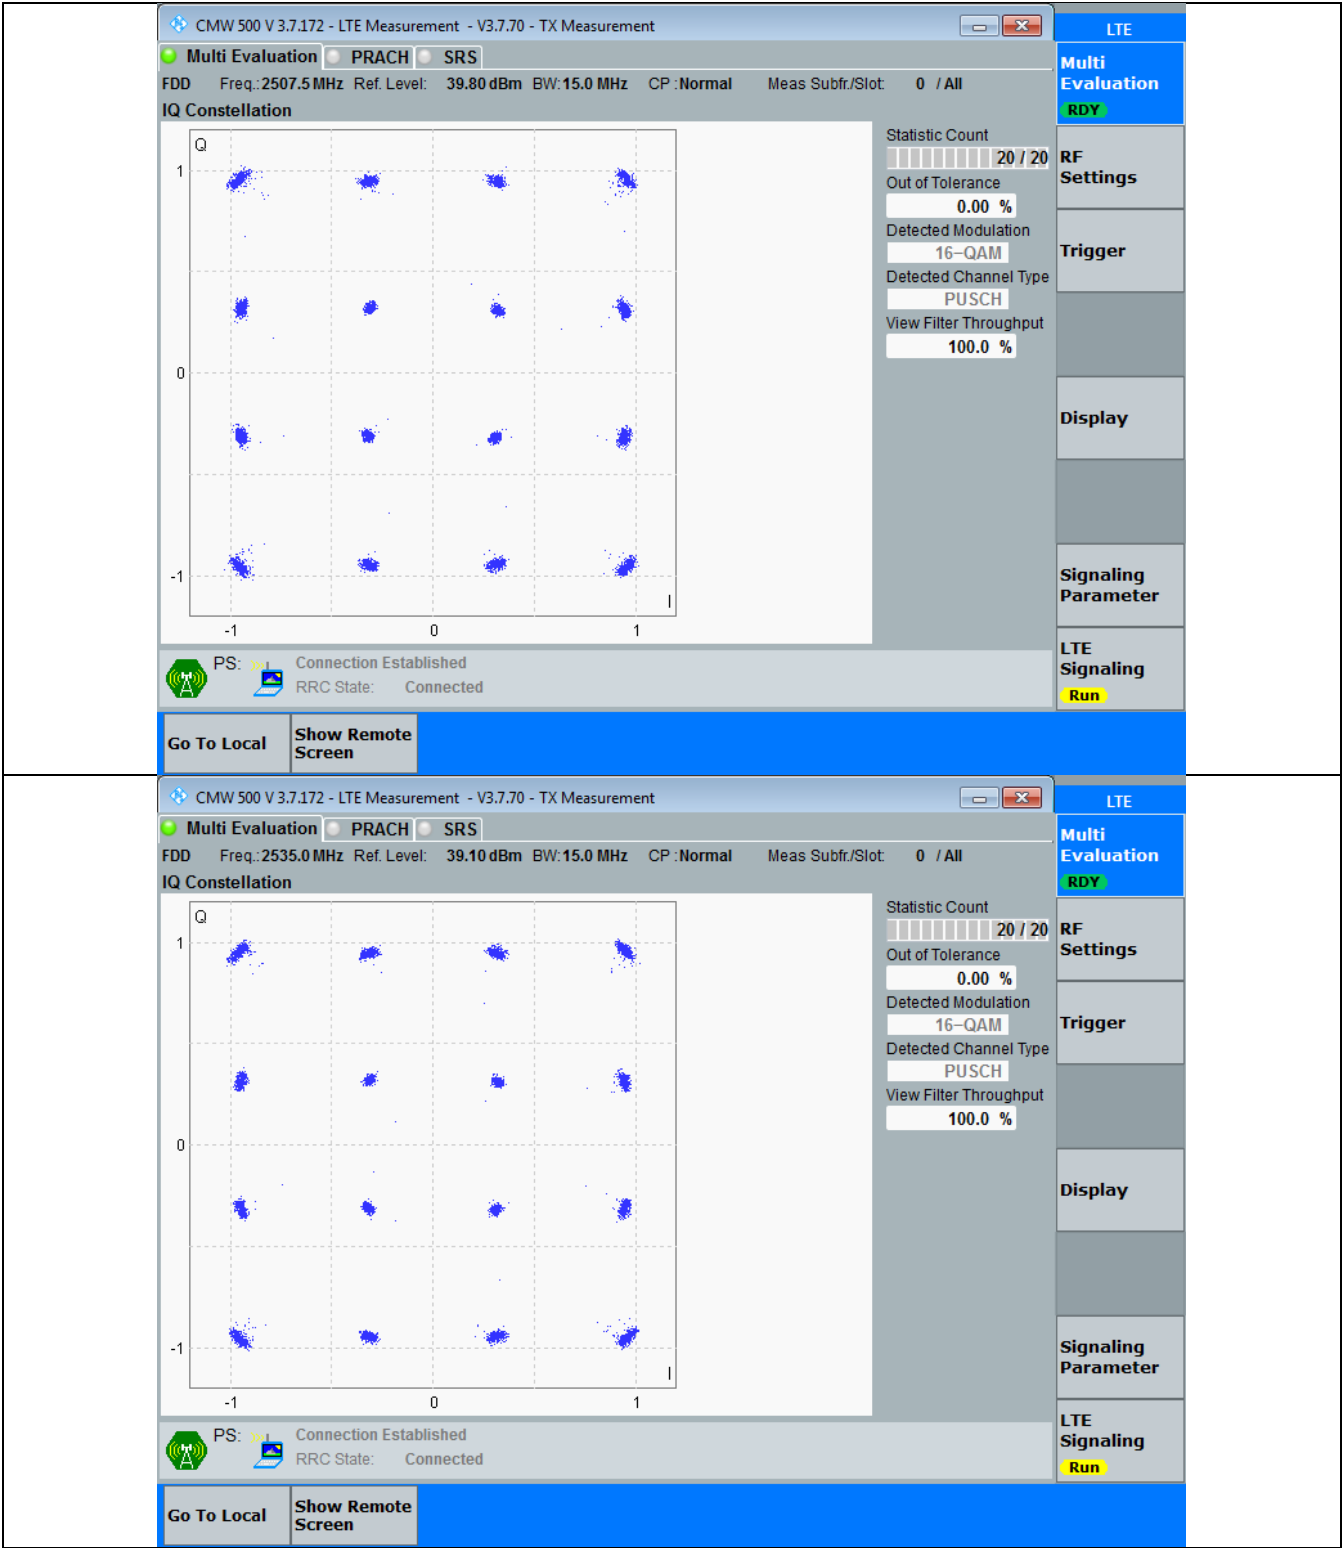 CMW 500 V 3.7.172 - LTE Measurement - V3.7.70 - TX Measurement
LTE
Multi Evaluation PRACH SRS
Multi
Evaluation
RDY
FDD Freq.: 2507.5 MHz Ref. Level: 39.80 dBm BW: 15.0 MHz CP : Normal Meas Subfr./Slot: 0 / All
IQ Constellation
Q
1
0
-1
I
-1 0 1
Statistic Count
20 / 20
Out of Tolerance
0.00 %
Detected Modulation
16-QAM
Detected Channel Type
PUSCH
View Filter Throughput
100.0 %
RF
Settings
Trigger
Display
Signaling
Parameter
LTE
Signaling
Run
PS: Connection Established
RRC State: Connected
Go To Local
Show Remote
Screen
CMW 500 V 3.7.172 - LTE Measurement - V3.7.70 - TX Measurement
LTE
Multi Evaluation PRACH SRS
Multi
Evaluation
RDY
FDD Freq.: 2535.0 MHz Ref. Level: 39.10 dBm BW: 15.0 MHz CP : Normal Meas Subfr./Slot: 0 / All
IQ Constellation
Q
1
0
-1
I
-1 0 1
Statistic Count
20 / 20
Out of Tolerance
0.00 %
Detected Modulation
16-QAM
Detected Channel Type
PUSCH
View Filter Throughput
100.0 %
RF
Settings
Trigger
Display
Signaling
Parameter
LTE
Signaling
Run
PS: Connection Established
RRC State: Connected
Go To Local
Show Remote
Screen